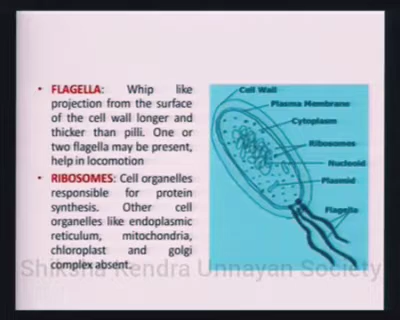 • FLAGELLA: Whip like
projection from the surface
of the cell wall longer and
thicker than pilli. One or
two flagella may be present,
help in locomotion
• RIBOSOMES: Cell organelles
responsible for protein
synthesis. Other cell
organelles like endoplasmic
reticulum, mitochondria,
chloroplast and golgi
complex absent.
Cell Wall
Plasma Membrane
Cytoplasm
Ribosomes
Nucleoid
Plasmid
Flagella
Shiksha Kendra Unnayan Society